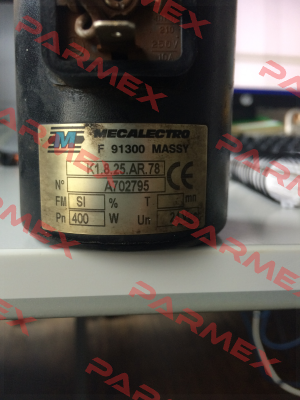 MECALECTRO
F 91300 MASSY
K1.8.25.AR.78
N° A702795 CE
FM SI % T
Pn 400 W Ur.
PARMEX PARMEX
PARMEX PARMEX
PARMEX PARMEX
PARMEX